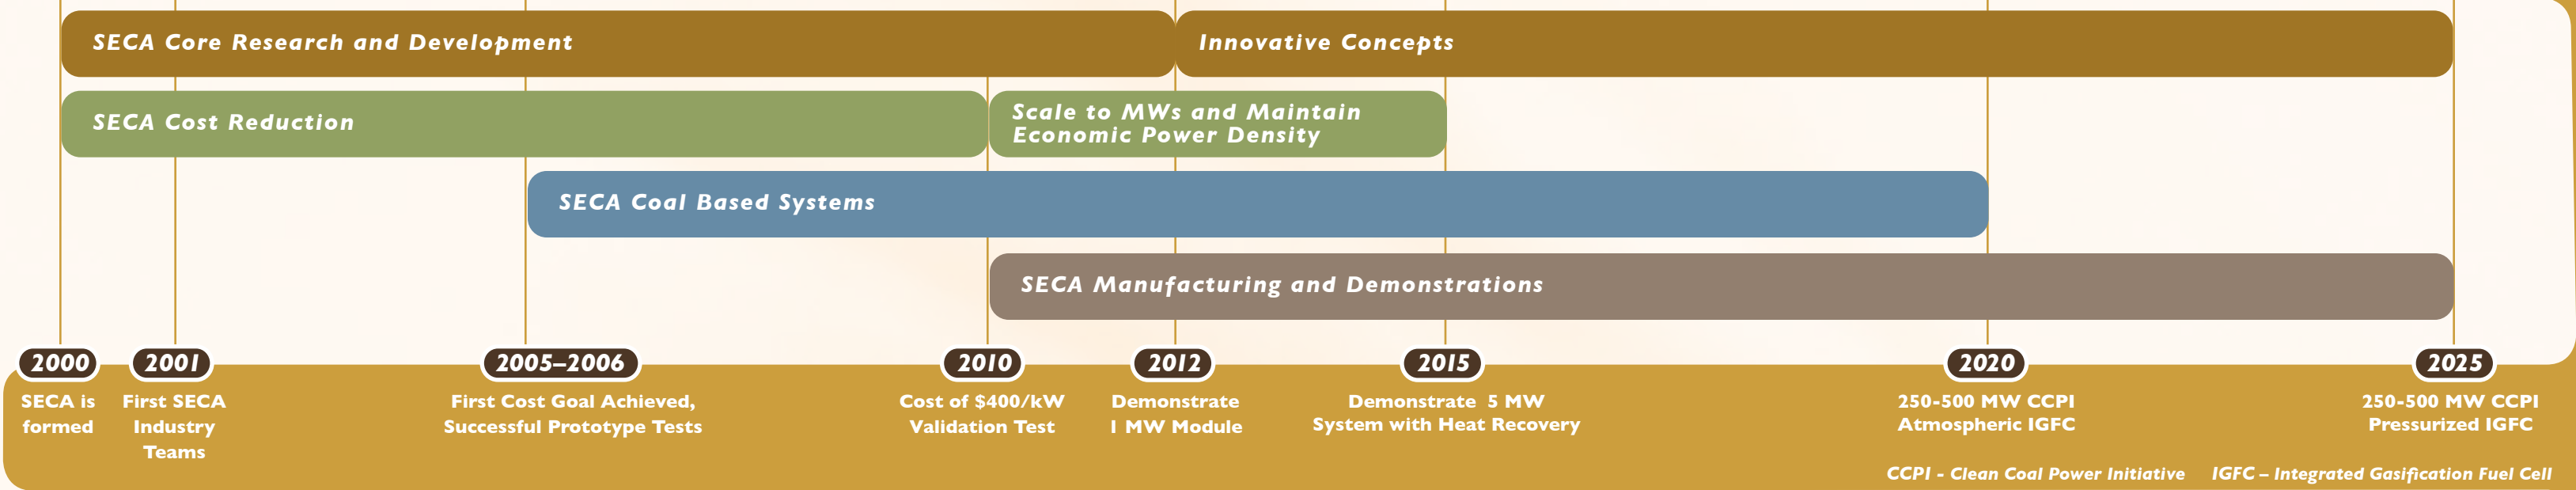 SECA Core Research and Development
Innovative Concepts
SECA Cost Reduction
Scale to MWs and Maintain
Economic Power Density
SECA Coal Based Systems
SECA Manufacturing and Demonstrations
2000
SECA is
formed
2001
First SECA
Industry
Teams
2005–2006
First Cost Goal Achieved,
Successful Prototype Tests
2010
Cost of $400/kW
Validation Test
2012
Demonstrate
1 MW Module
2015
Demonstrate 5 MW
System with Heat Recovery
2020
250-500 MW CCPI
Atmospheric IGFC
2025
250-500 MW CCPI
Pressurized IGFC
CCPI - Clean Coal Power Initiative
IGFC – Integrated Gasification Fuel Cell